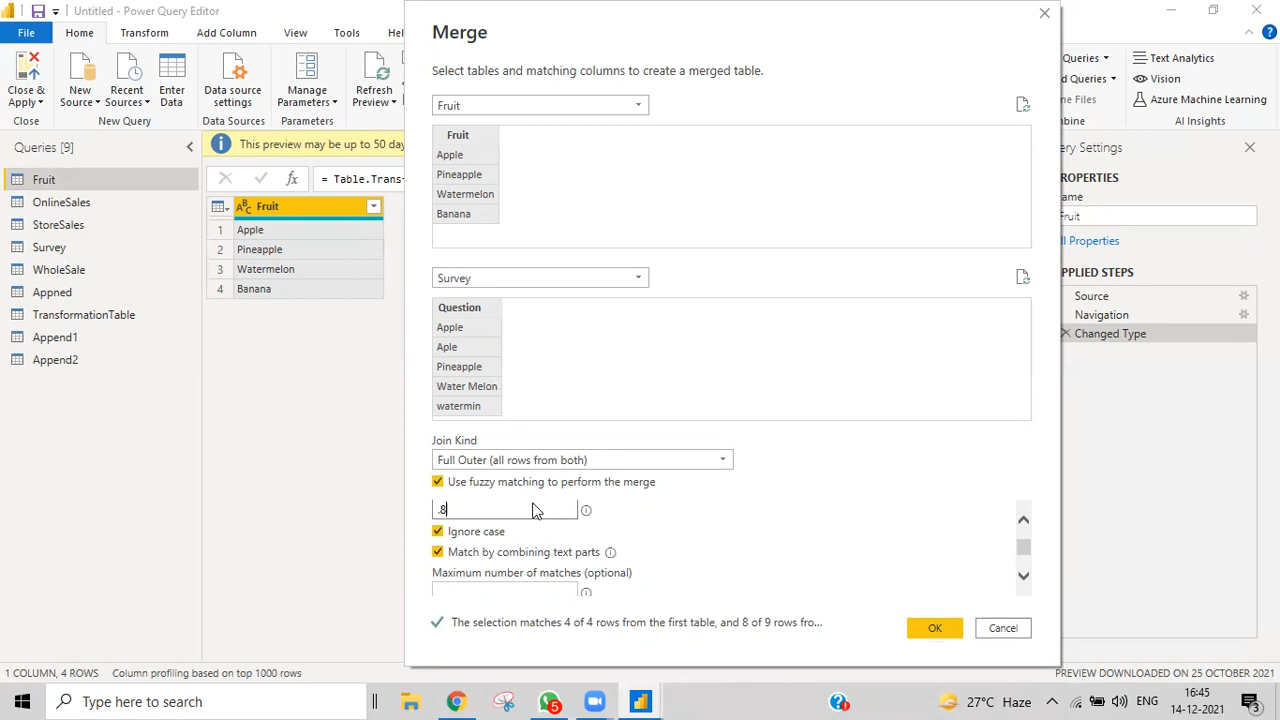 Untitled - Power Query Editor
File Home Transform Add Column View Tools Hel
Close & Apply
New Source
Recent Sources
Enter Data
Data source settings
Manage Parameters
Refresh Preview
Close New Query Data Sources Parameters
Queries
d Queries
ne Files
bine
Text Analytics
Vision
Azure Machine Learning
AI Insights
Queries [9]
Fruit
OnlineSales
StoreSales
Survey
WholeSale
Appned
TransformationTable
Append1
Append2
This preview may be up to 50 day
fx = Table.Trans
ABC Fruit
1 Apple
2 Pineapple
3 Watermelon
4 Banana
Merge
Select tables and matching columns to create a merged table.
Fruit
Fruit
Apple
Pineapple
Watermelon
Banana
Survey
Question
Apple
Aple
Pineapple
Water Melon
watermin
Join Kind
Full Outer (all rows from both)
Use fuzzy matching to perform the merge
.8
Ignore case
Match by combining text parts
Maximum number of matches (optional)
The selection matches 4 of 4 rows from the first table, and 8 of 9 rows fro...
OK Cancel
ery Settings
PROPERTIES
ame
Fruit
ll Properties
APPLIED STEPS
Source
Navigation
Changed Type
1 COLUMN, 4 ROWS Column profiling based on top 1000 rows
PREVIEW DOWNLOADED ON 25 OCTOBER 2021
Type here to search
5
27°C Haze
ENG
16:45
14-12-2021
3